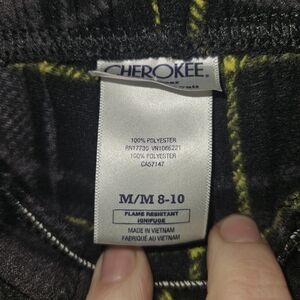 CHEROKEE.
100% POLYESTER
RN17730 VN1066221
100% POLYESTER
CA57147
M/M 8-10
FLAME RESISTANT
IGNIFUGE
MADE IN VIETNAM
FABRIQUÉ AU VIETNAM